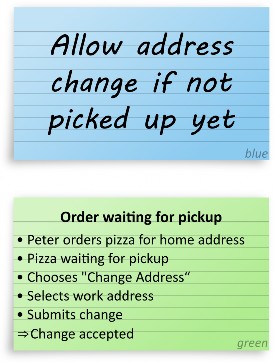 Allow address
change if not
picked up yet
blue
Order waiting for pickup
• Peter orders pizza for home address
• Pizza waiting for pickup
• Chooses "Change Address“
• Selects work address
• Submits change
⇒Change accepted
green